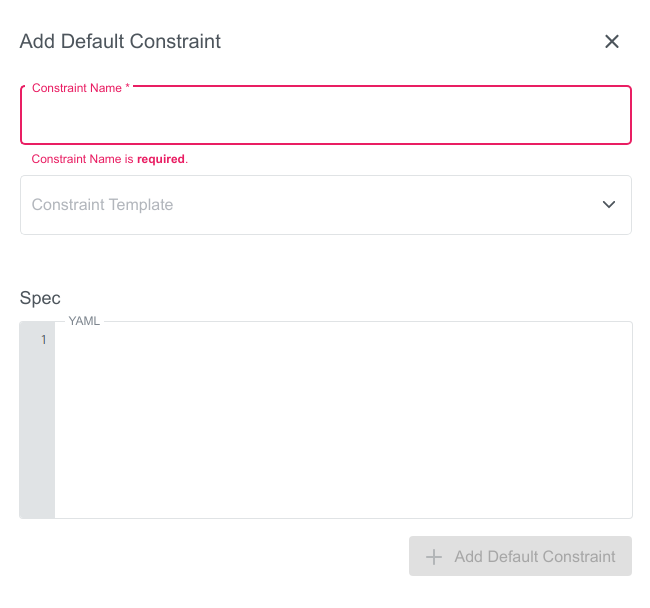 Add Default Constraint
Constraint Name *
Constraint Name is required.
Constraint Template
Spec
YAML
1
Add Default Constraint